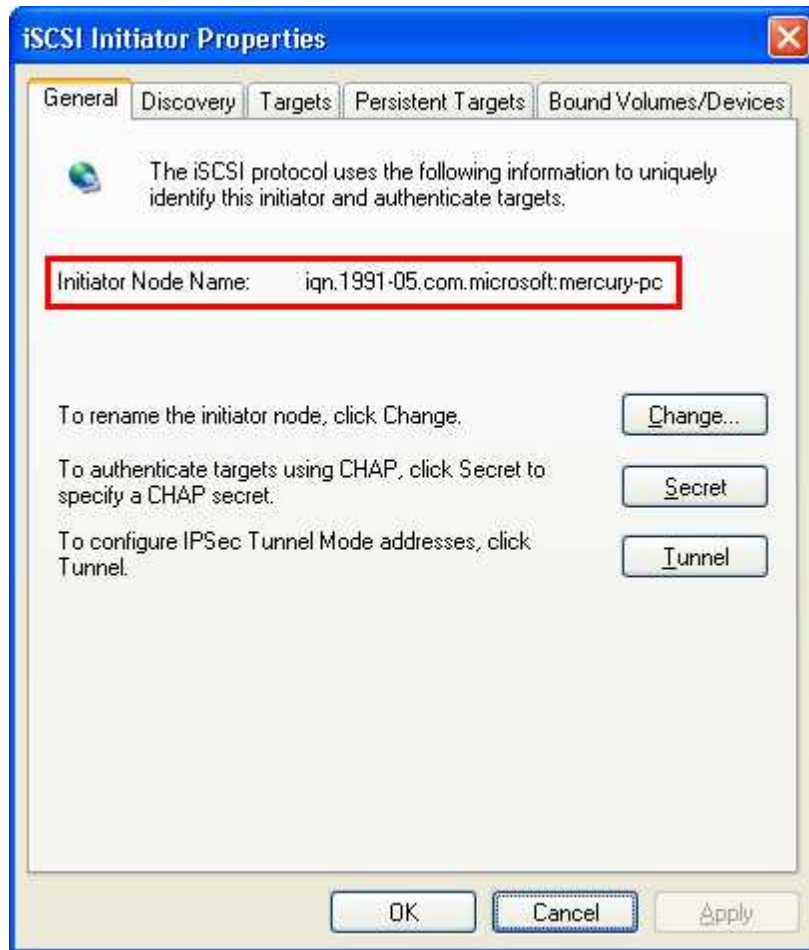 iSCSI Initiator Properties
General Discovery Targets Persistent Targets Bound Volumes/Devices
The iSCSI protocol uses the following information to uniquely
identify this initiator and authenticate targets.
Initiator Node Name: iqn.1991-05.com.microsoft:mercury-pc
To rename the initiator node, click Change.
Change...
To authenticate targets using CHAP, click Secret to
specify a CHAP secret.
Secret
To configure IPSec Tunnel Mode addresses, click
Tunnel.
Tunnel
OK Cancel Apply